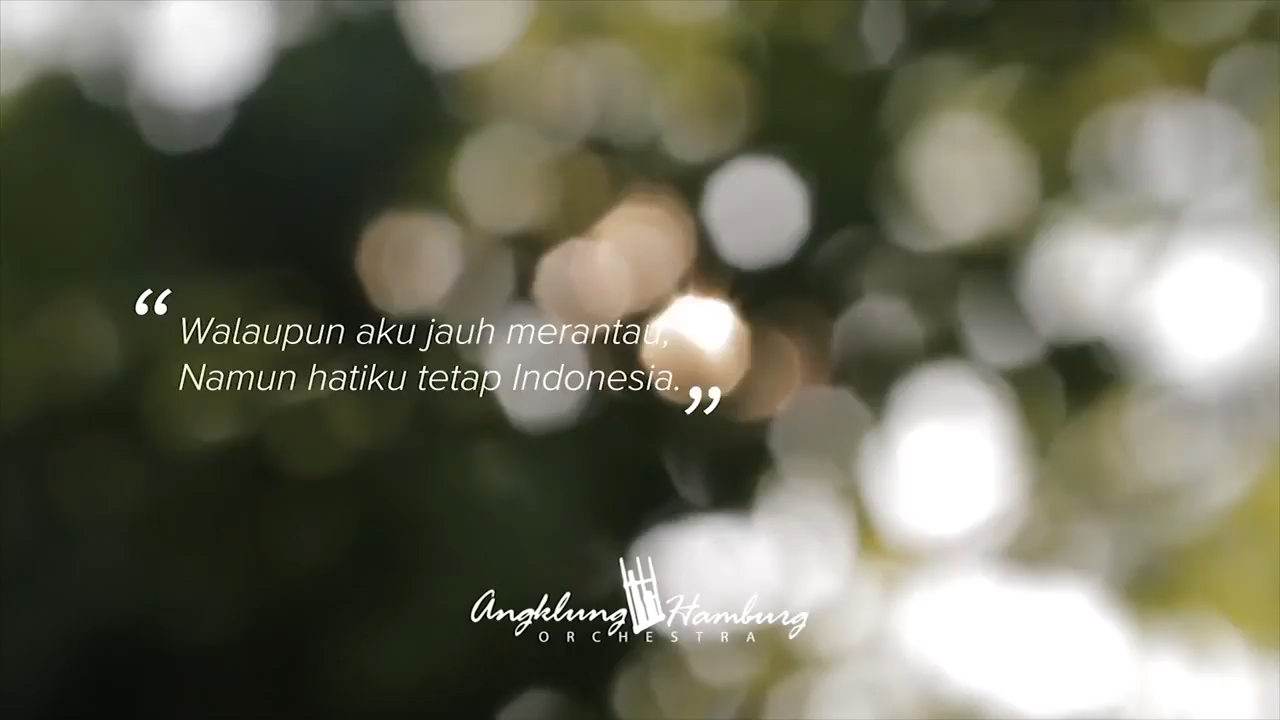 “Walaupun aku jauh merantau,
Namun hatiku tetap Indonesia.”
Angklung Hamburg
ORCHESTRA